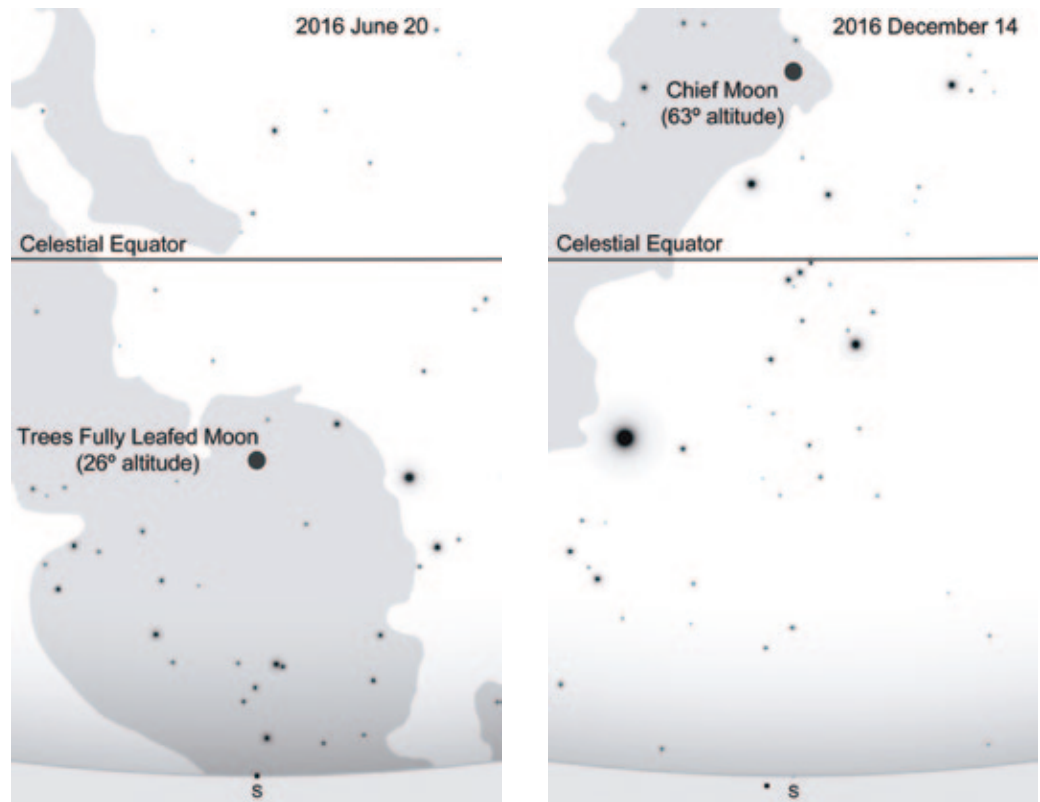 2016 June 20
Celestial Equator
Trees Fully Leafed Moon
(26º altitude)
S
2016 December 14
Chief Moon
(63º altitude)
Celestial Equator
S